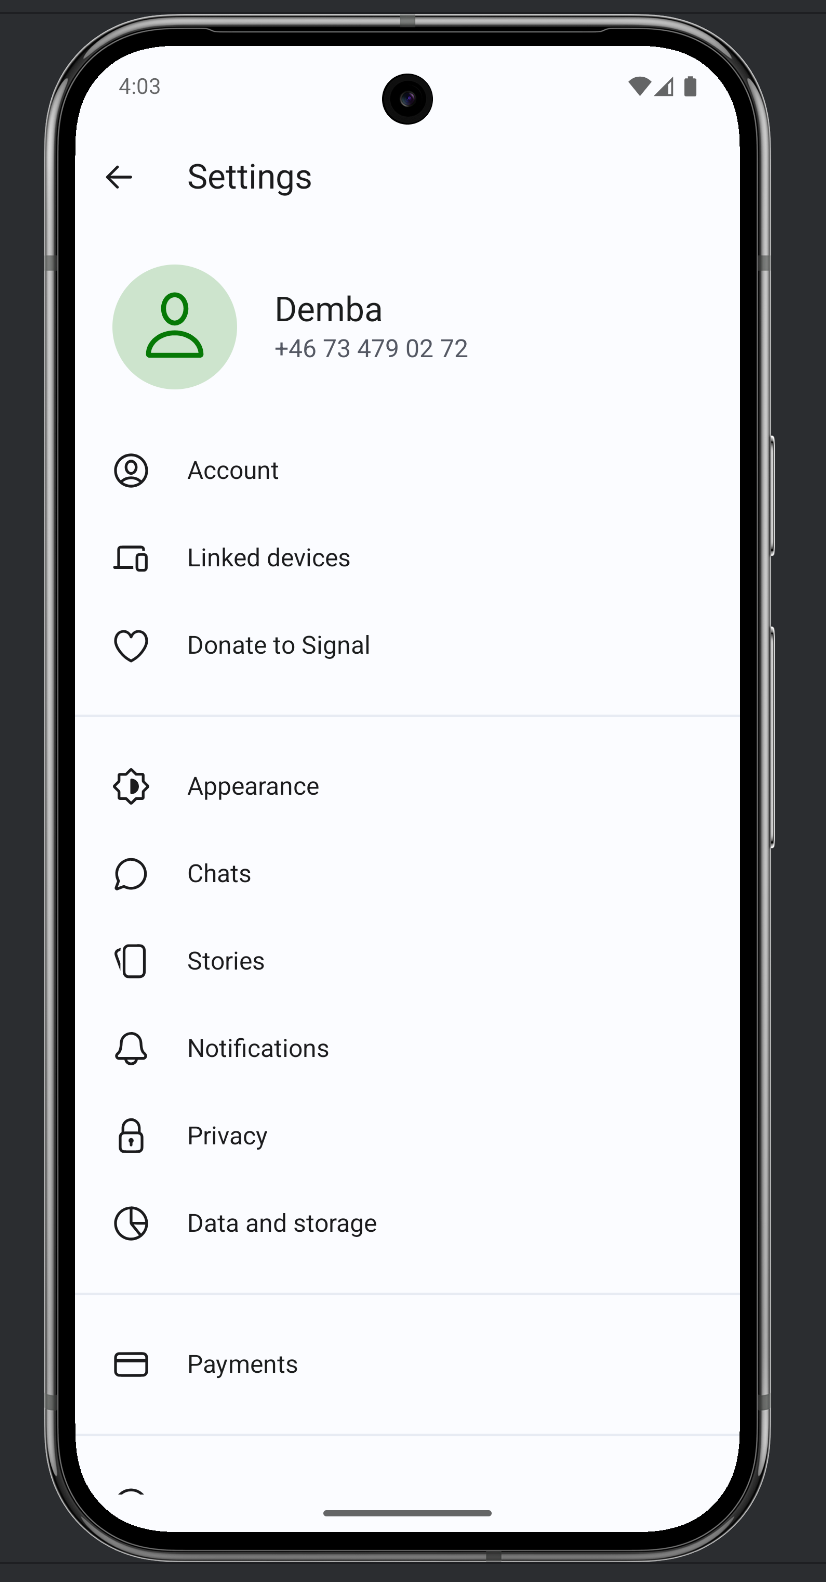 4:03
Settings
Demba
+46 73 479 02 72
Account
Linked devices
Donate to Signal
Appearance
Chats
Stories
Notifications
Privacy
Data and storage
Payments